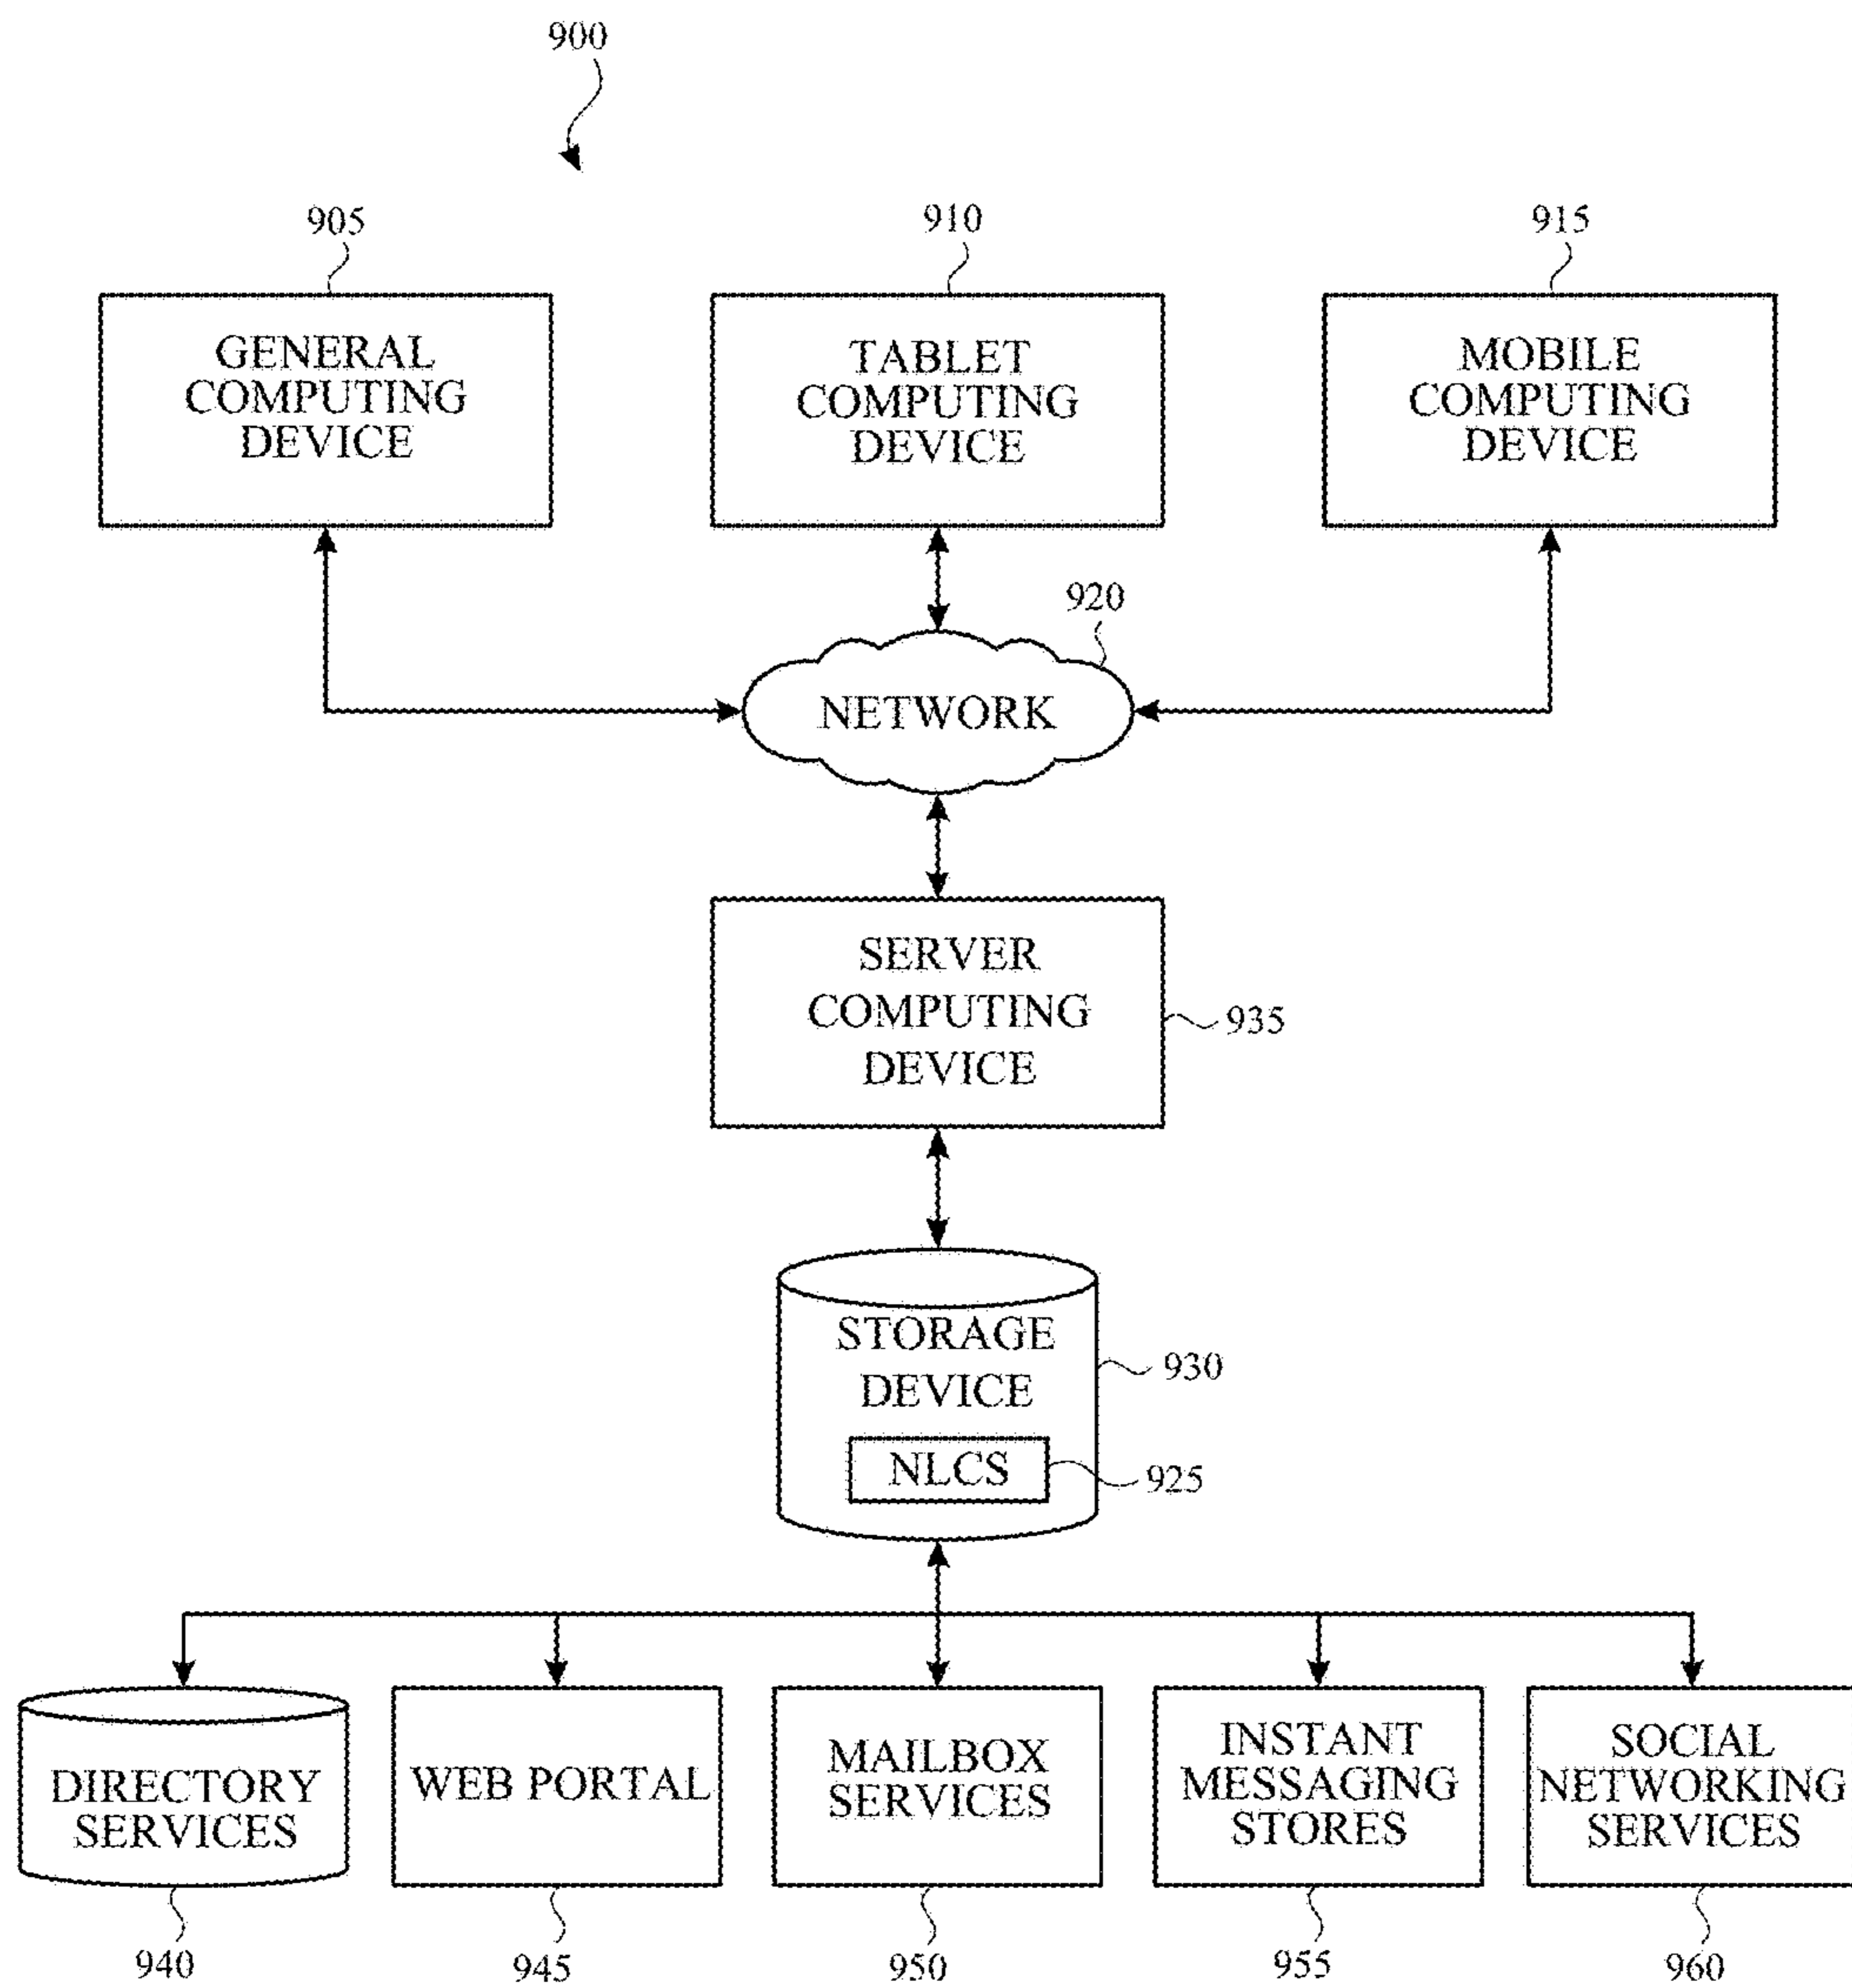 900
905
910
915
GENERAL
COMPUTING
DEVICE
TABLET
COMPUTING
DEVICE
MOBILE
COMPUTING
DEVICE
920
NETWORK
SERVER
COMPUTING
DEVICE
935
STORAGE
DEVICE
930
NLCS
925
DIRECTORY
SERVICES
WEB PORTAL
MAILBOX
SERVICES
INSTANT
MESSAGING
STORES
SOCIAL
NETWORKING
SERVICES
940
945
950
955
960